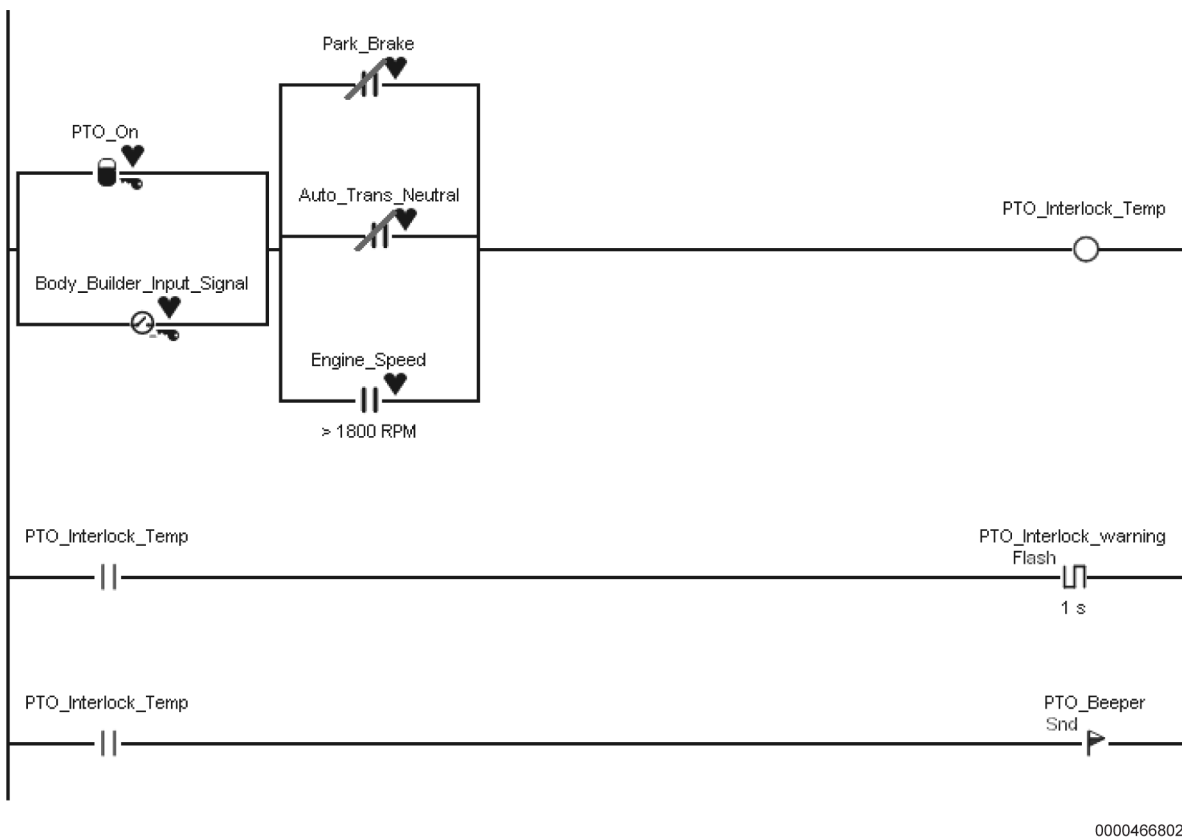 Park_Brake
PTO_On
Auto_Trans_Neutral
PTO_Interlock_Temp
Body_Builder_Input_Signal
Engine_Speed
> 1800 RPM
PTO_Interlock_Temp
PTO_Interlock_warning
Flash
1 s
PTO_Interlock_Temp
PTO_Beeper
Snd
0000466802